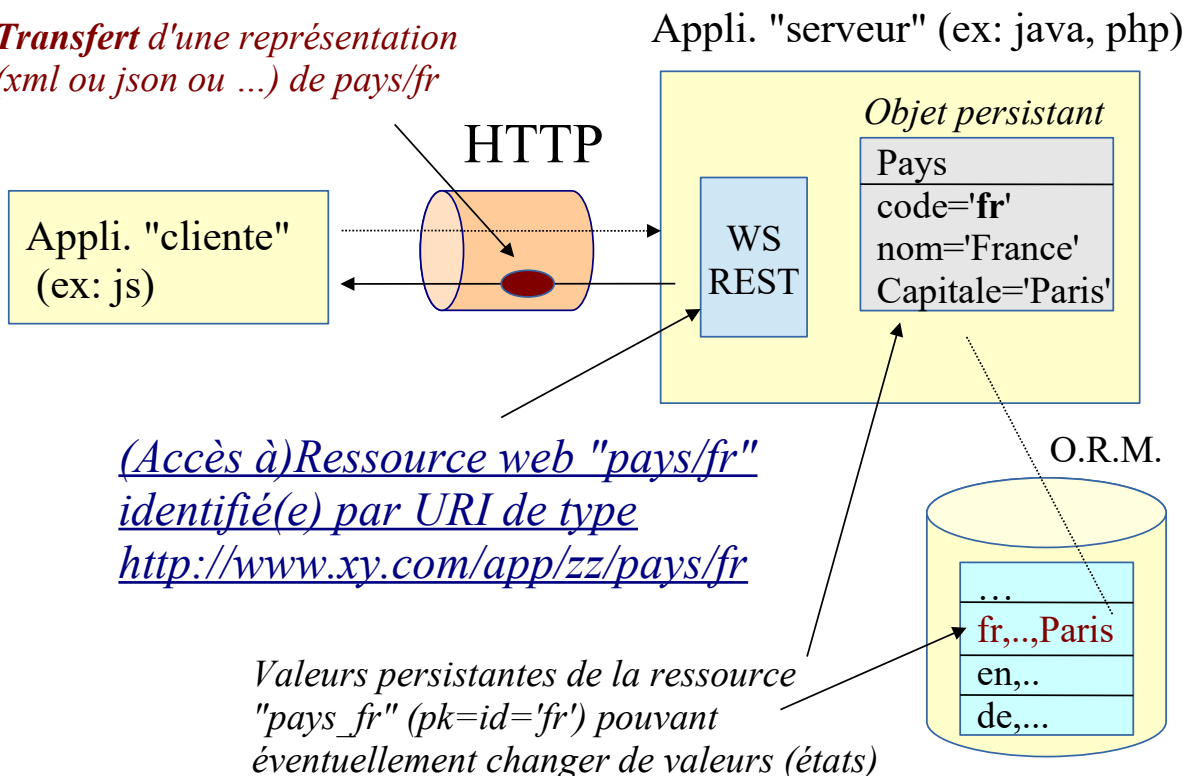 Transfert d'une représentation
(xml ou json ou …) de pays/fr
Appli. "serveur" (ex: java, php)
HTTP
Objet persistant
Pays
code='fr'
nom='France'
Capitale='Paris'
Appli. "cliente"
(ex: js)
WS
REST
(Accès à)Ressource web "pays/fr"
identifié(e) par URI de type
http://www.xy.com/app/zz/pays/fr
O.R.M.
…
fr,..,Paris
en,..
de,...
Valeurs persistantes de la ressource
"pays_fr" (pk=id='fr') pouvant
éventuellement changer de valeurs (états)